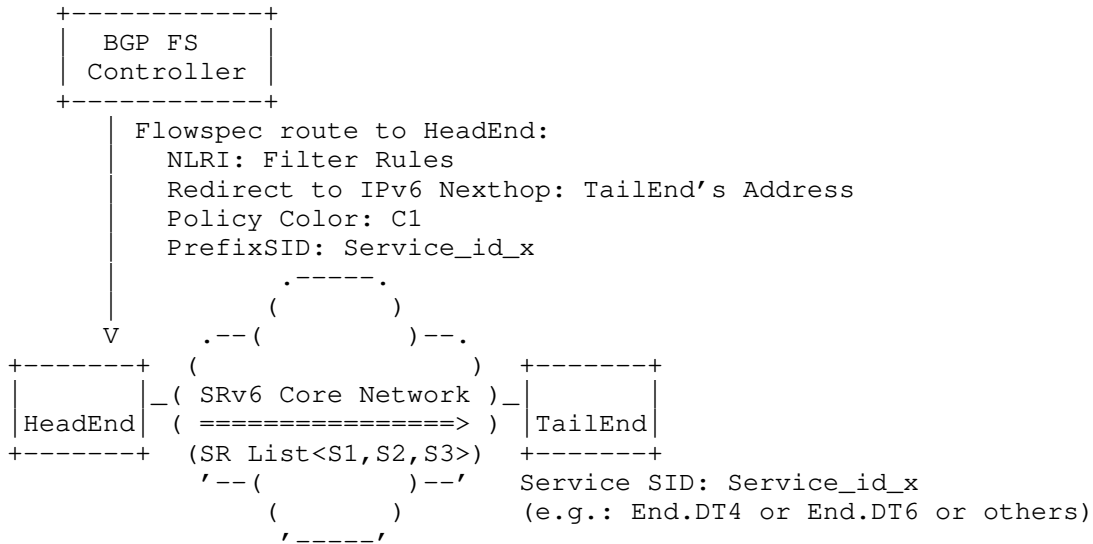 BGP FS
Controller
Flowspec route to HeadEnd:
NLRI: Filter Rules
Redirect to IPv6 Nexthop: TailEnd's Address
Policy Color: C1
PrefixSID: Service_id_x
SRv6 Core Network
HeadEnd ================> TailEnd
(SR List<S1,S2,S3>)
Service SID: Service_id_x
(e.g.: End.DT4 or End.DT6 or others)